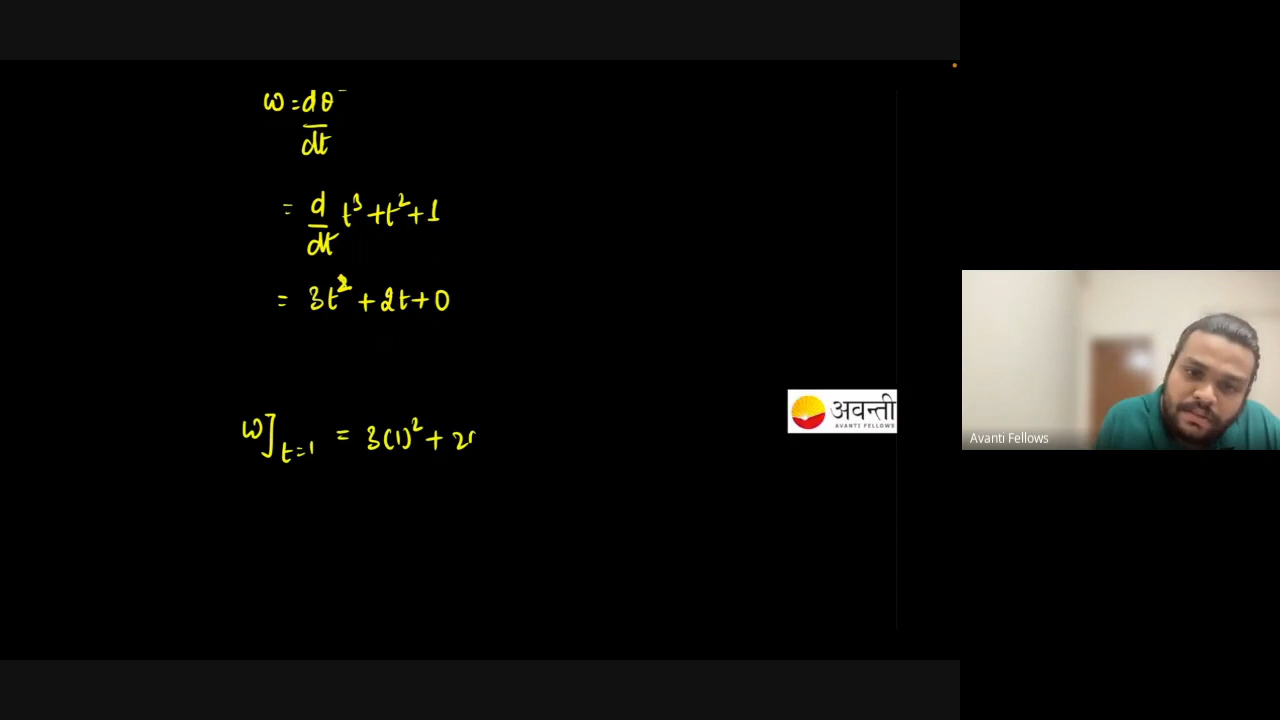 ω = dθ
dt
= d t³ + t² + 1
dt
= 3t² + 2t + 0
ω]t=1 = 3(1)² + 2(
अवन्ती
AVANTI FELLOWS
Avanti Fellows